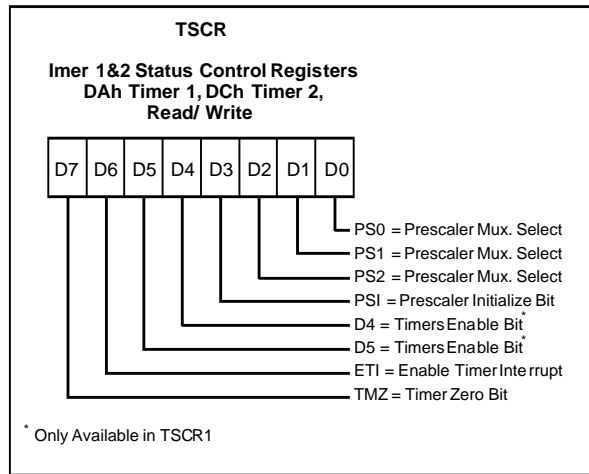 TSCR
Imer 1&2 Status Control Registers
DAh Timer 1, DCh Timer 2,
Read/ Write
D7 D6 D5 D4 D3 D2 D1 D0
PS0 = Prescaler Mux. Select
PS1 = Prescaler Mux. Select
PS2 = Prescaler Mux. Select
PSI = Prescaler Initialize Bit
D4 = Timers Enable Bit*
D5 = Timers Enable Bit*
ETI = Enable Timer Interrupt
TMZ = Timer Zero Bit
* Only Available in TSCR1